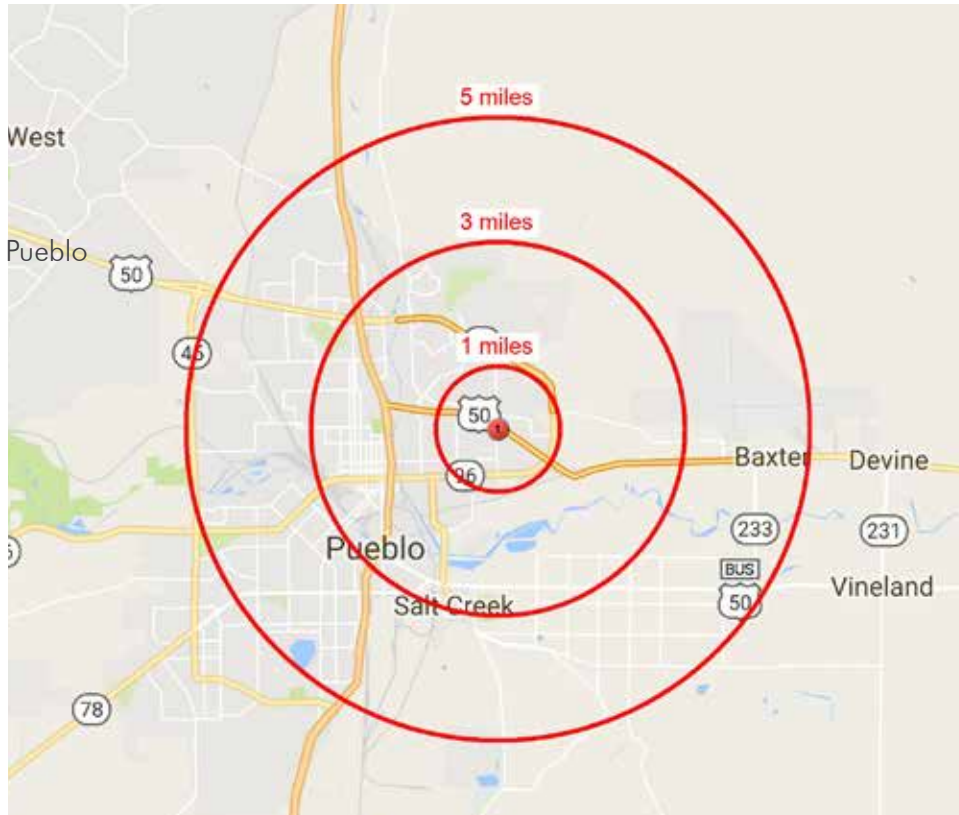 5 miles
West
3 miles
Pueblo
50
1 miles
45
50
Baxter
Devine
96
233
231
Pueblo
BUS
50
Vineland
Salt Creek
78